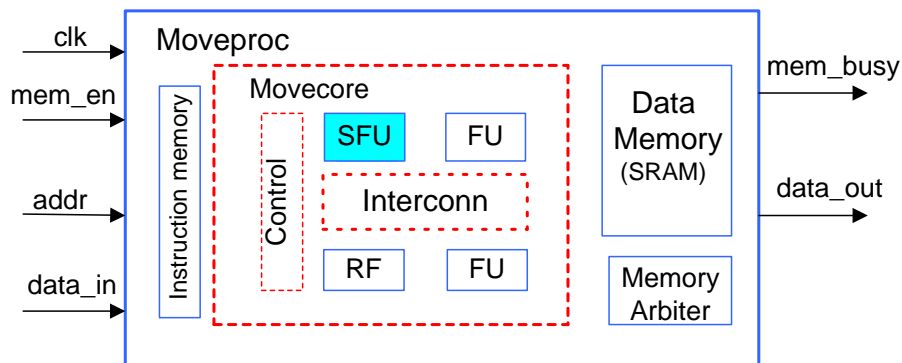 clk
mem_en
addr
data_in
Moveproc
Instruction memory
Movecore
Control
SFU
FU
Interconn
RF
FU
Data
Memory
(SRAM)
Memory
Arbiter
mem_busy
data_out